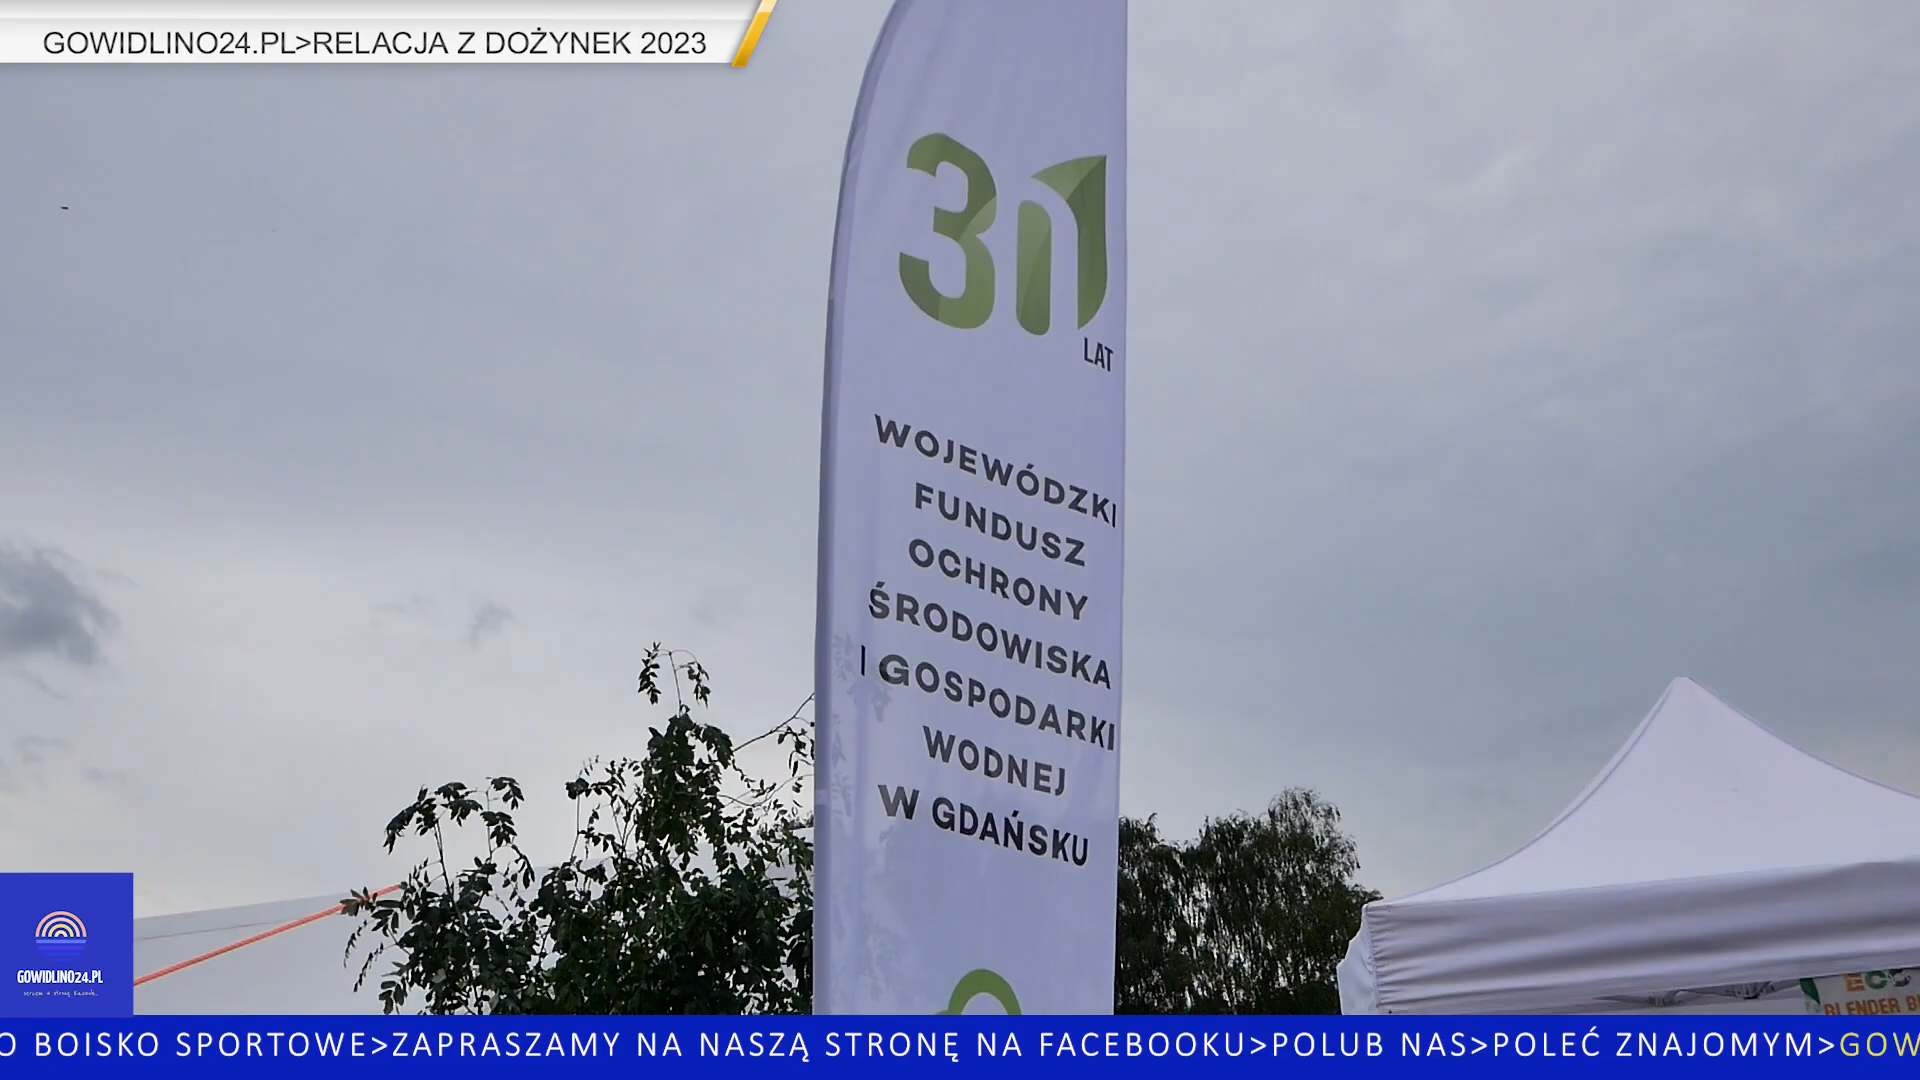 GOWIDLINO24.PL>RELACJA Z DOŻYNEK 2023
30
LAT
WOJEWÓDZKI
FUNDUSZ
OCHRONY
ŚRODOWISKA
I GOSPODARKI
WODNEJ
W GDAŃSKU
GOWIDLINO24.PL
BLENDER
O BOISKO SPORTOWE>ZAPRASZAMY NA NASZĄ STRONĘ NA FACEBOOKU>POLUB NAS>POLEĆ ZNAJOMYM>GOW